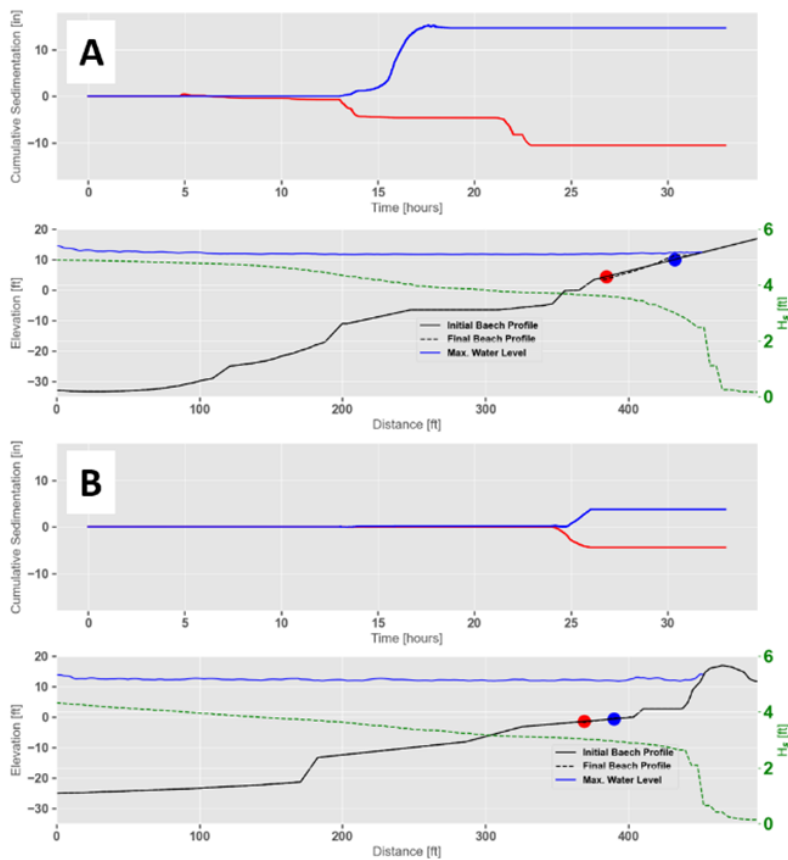 A
Cumulative Sedimentation [in]
10
0
−10
0 5 10 15 20 25 30
Time [hours]
Elevation [ft]
20
10
0
−10
−20
−30
Initial Baech Profile
Final Baech Profile
Max. Water Level
6
4
2
0
Hs [ft]
0 100 200 300 400
Distance [ft]
B
Cumulative Sedimentation [in]
10
0
−10
0 5 10 15 20 25 30
Time [hours]
Elevation [ft]
20
10
0
−10
−20
−30
Initial Beach Profile
Final Beach Profile
Max. Water Level
6
4
2
0
Hs [ft]
0 100 200 300 400
Distance [ft]